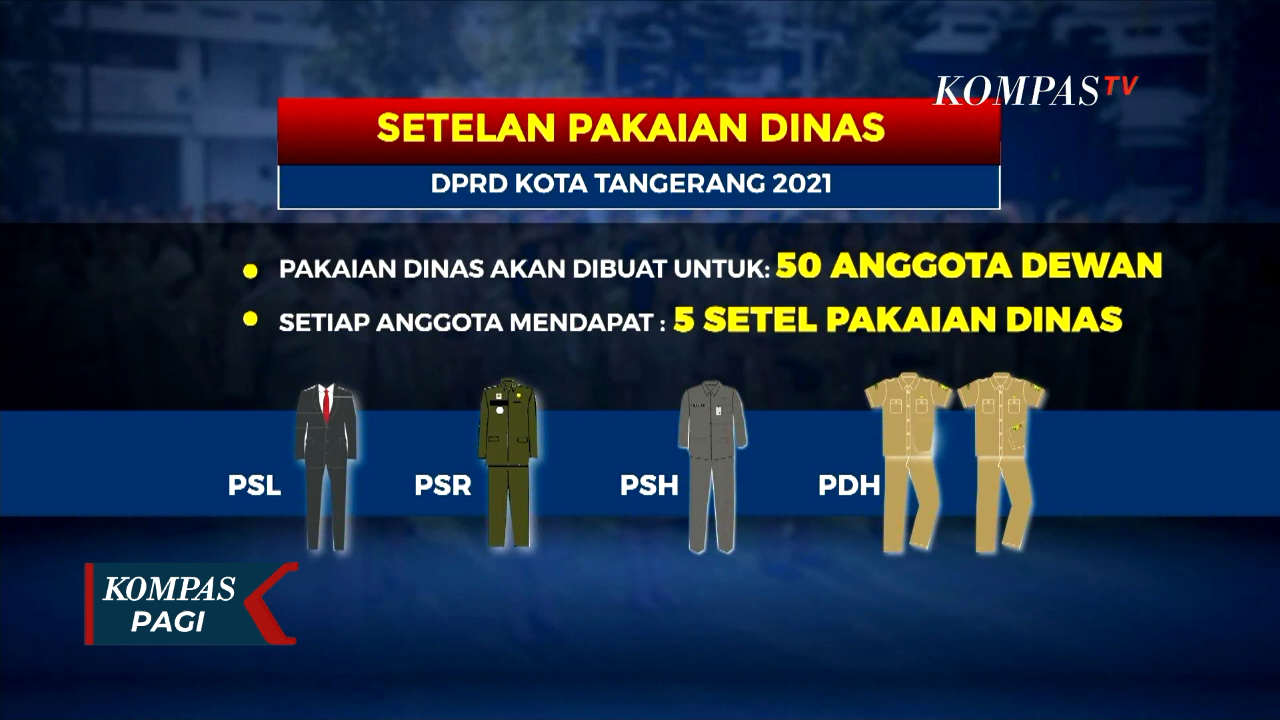 KOMPASTV
SETELAN PAKAIAN DINAS
DPRD KOTA TANGERANG 2021
PAKAIAN DINAS AKAN DIBUAT UNTUK: 50 ANGGOTA DEWAN
SETIAP ANGGOTA MENDAPAT : 5 SETEL PAKAIAN DINAS
PSL
PSR
PSH
PDH
KOMPAS
PAGI